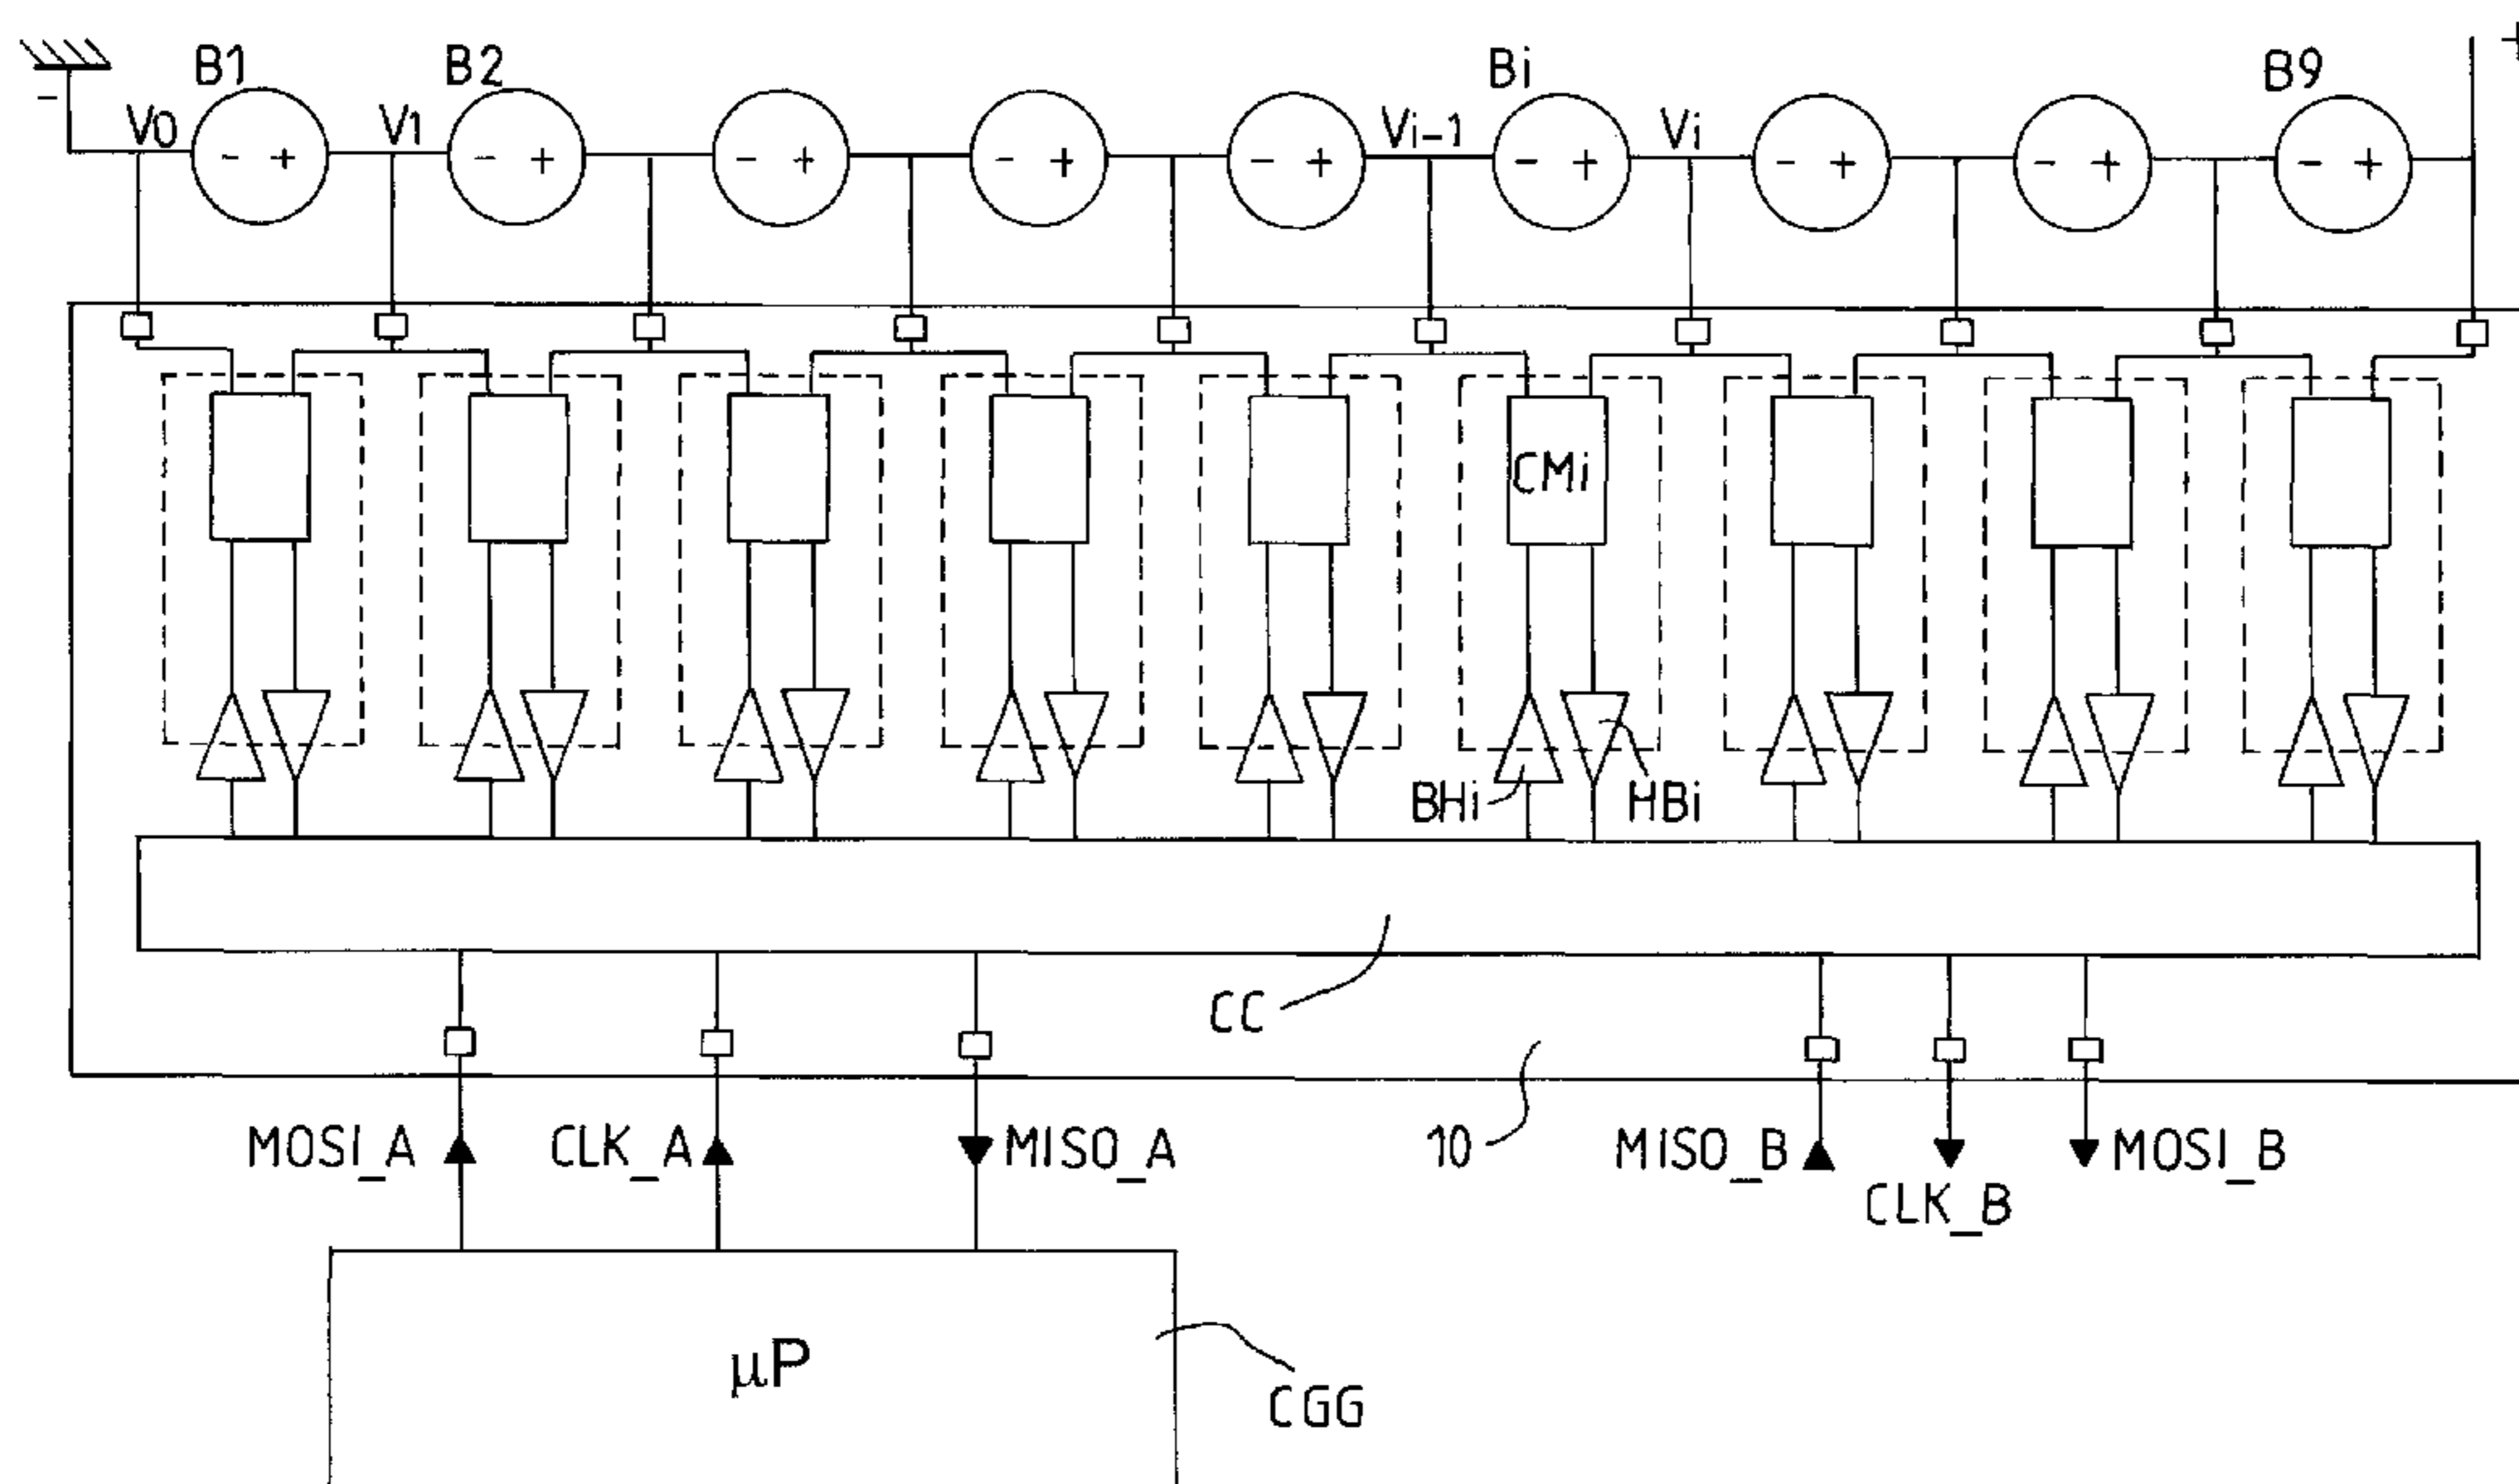 B1 B2 Bi B9 +
- V0 V1 Vi-1 Vi
- + - + - + - + - + - + - + - + - +
CMi
BHi HBi
CC
10
MOSI_A CLK_A MISO_A MISO_B MOSI_B
CLK_B
µP
CGG